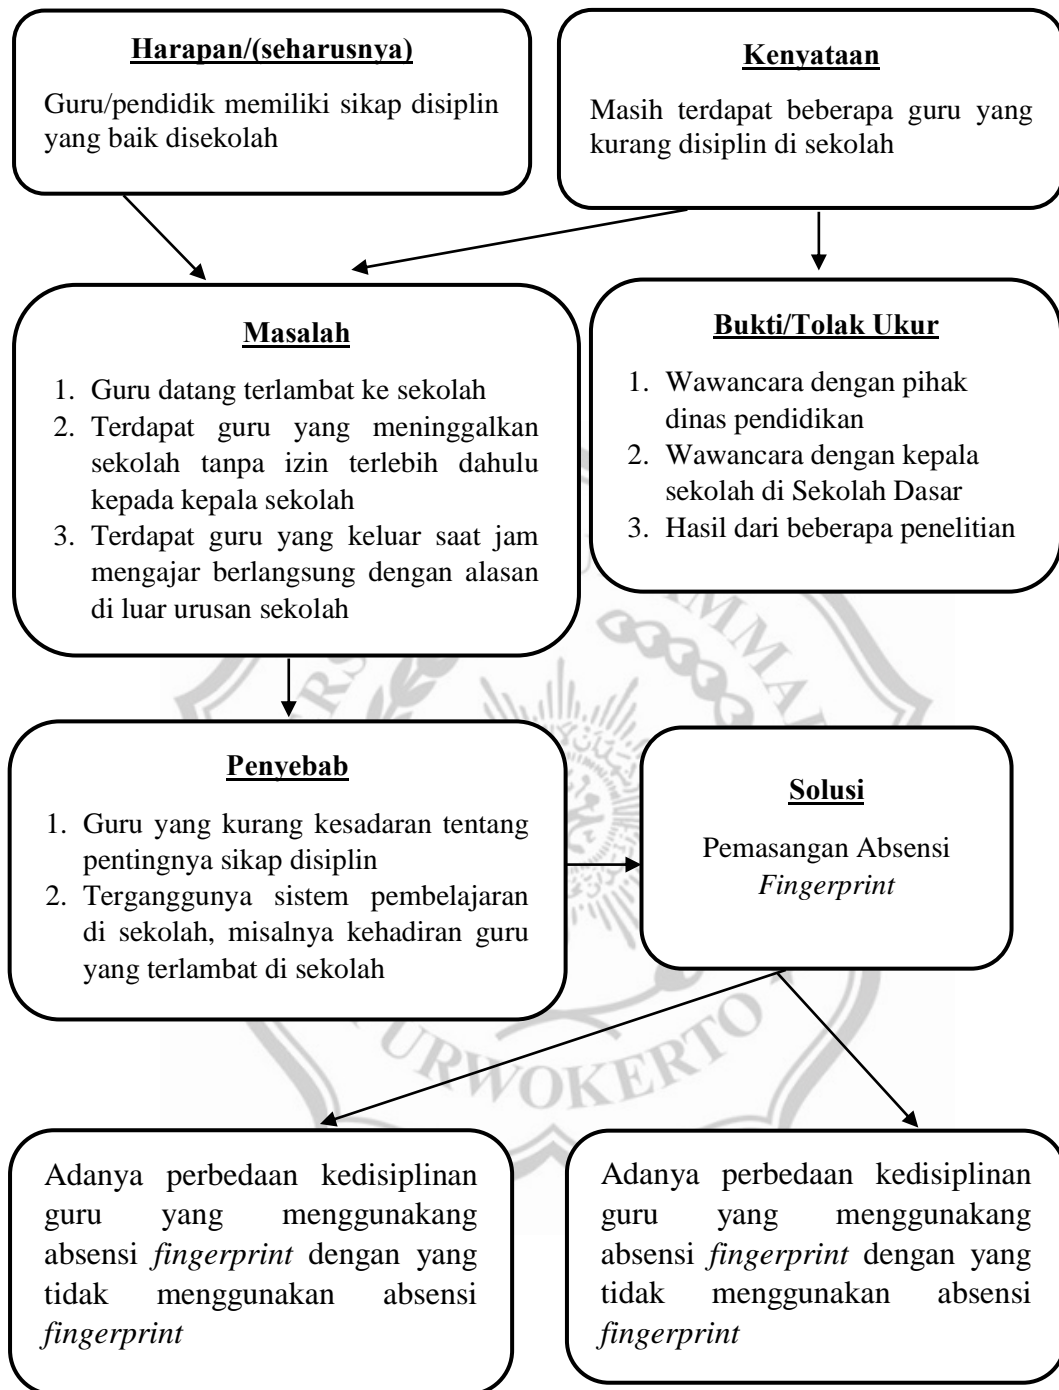 Harapan/(seharusnya)
Guru/pendidik memiliki sikap disiplin
yang baik disekolah
Kenyataan
Masih terdapat beberapa guru yang
kurang disiplin di sekolah
Masalah
1. Guru datang terlambat ke sekolah
2. Terdapat guru yang meninggalkan
sekolah tanpa izin terlebih dahulu
kepada kepala sekolah
3. Terdapat guru yang keluar saat jam
mengajar berlangsung dengan alasan
di luar urusan sekolah
Bukti/Tolak Ukur
1. Wawancara dengan pihak
dinas pendidikan
2. Wawancara dengan kepala
sekolah di Sekolah Dasar
3. Hasil dari beberapa penelitian
Penyebab
1. Guru yang kurang kesadaran tentang
pentingnya sikap disiplin
2. Terganggunya sistem pembelajaran
di sekolah, misalnya kehadiran guru
yang terlambat di sekolah
Solusi
Pemasangan Absensi
Fingerprint
URWOKERTO
Adanya perbedaan kedisiplinan
guru yang menggunakang
absensi fingerprint dengan yang
tidak menggunakan absensi
fingerprint
Adanya perbedaan kedisiplinan
guru yang menggunakang
absensi fingerprint dengan yang
tidak menggunakan absensi
fingerprint